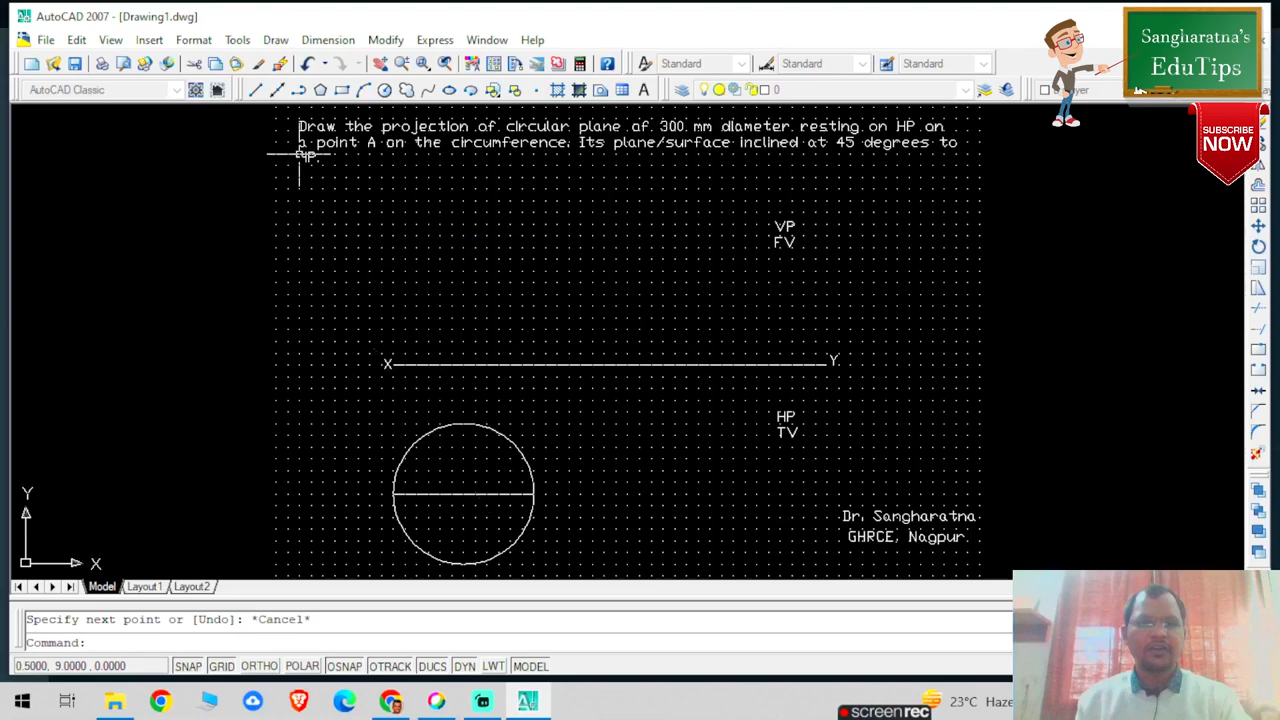 AutoCAD 2007 - [Drawing1.dwg]
File Edit View Insert Format Tools Draw Dimension Modify Express Window Help
Standard Standard Standard
AutoCAD Classic 0
Sangharatna's
EduTips
SUBSCRIBE
NOW
Draw the projection of circular plane af 300 mm diameter resting on HP on
a point A on the circumference. Its plane/surface inclined at 45 degrees to
HP
VP
FV
X Y
HP
TV
Dr. Sangharatna
GHRCE, Nagpur
Y
X
Model Layout1 Layout2
Specify next point or [Undo]: *Cancel*
Command:
0.5000, 9.0000, 0.0000 SNAP GRID ORTHO POLAR OSNAP OTRACK DUCS DYN LWT MODEL
screenrec
23°C Haze